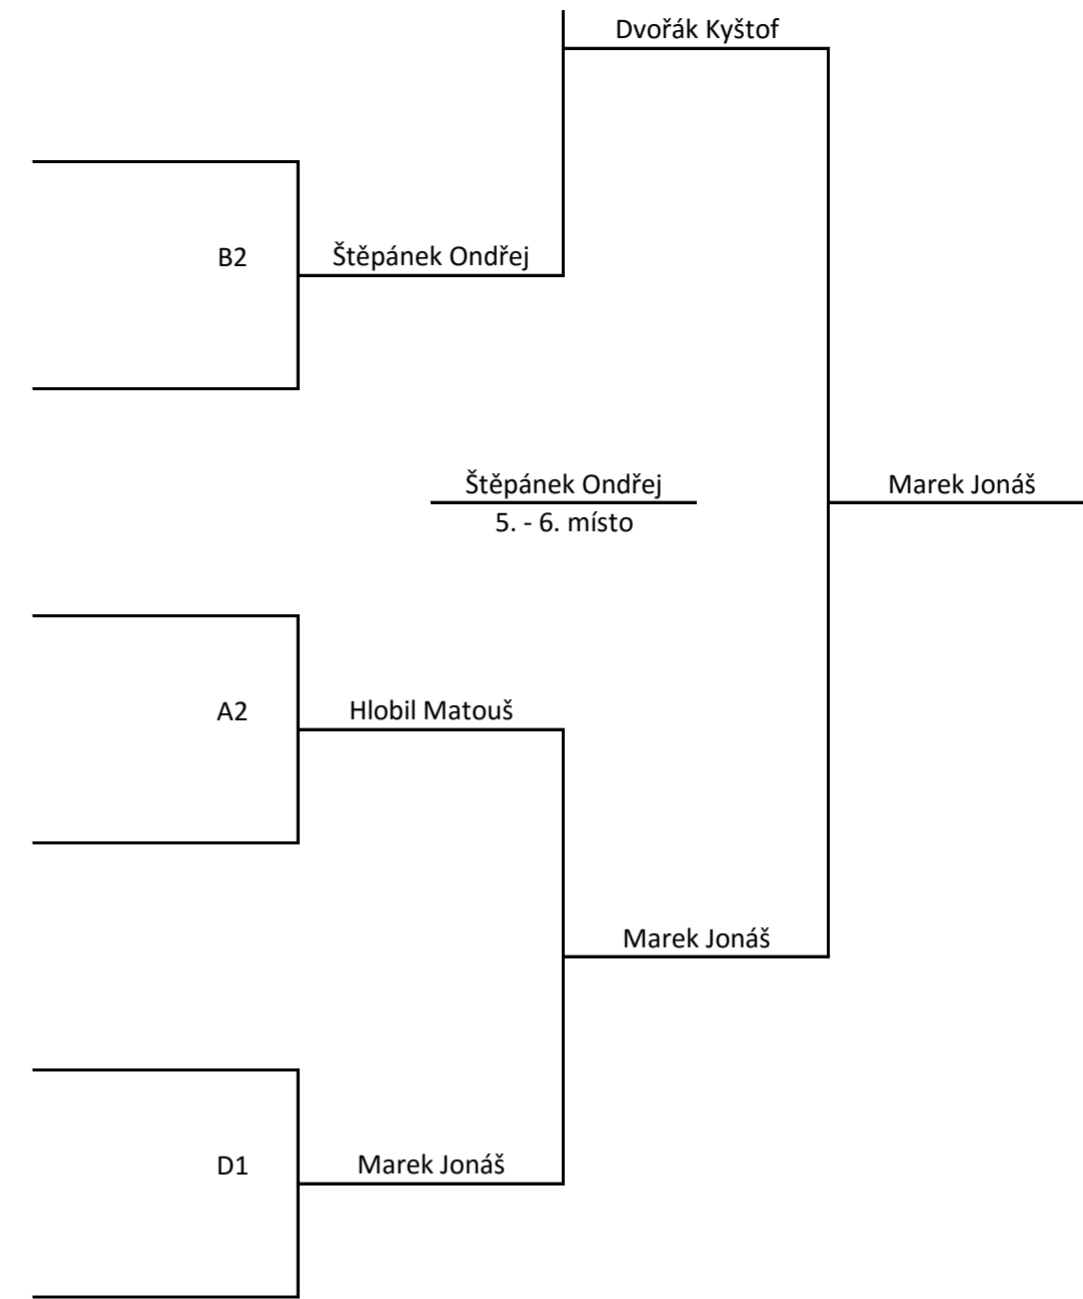 Dvořák Kyštof
B2
Štěpánek Ondřej
Štěpánek Ondřej
Marek Jonáš
5. - 6. místo
A2
Hlobil Matouš
Marek Jonáš
D1
Marek Jonáš